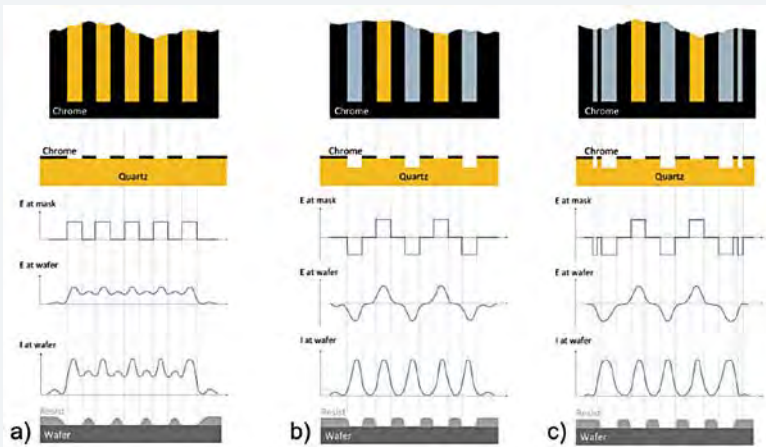 Chrome
Chrome
Quartz
E at mask
E at wafer
I at wafer
Resist
Wafer
a)
Chrome
Chrome
Quartz
E at mask
E at wafer
I at wafer
Resist
Wafer
b)
Chrome
Chrome
Quartz
E at mask
E at wafer
I at wafer
Resist
Wafer
c)